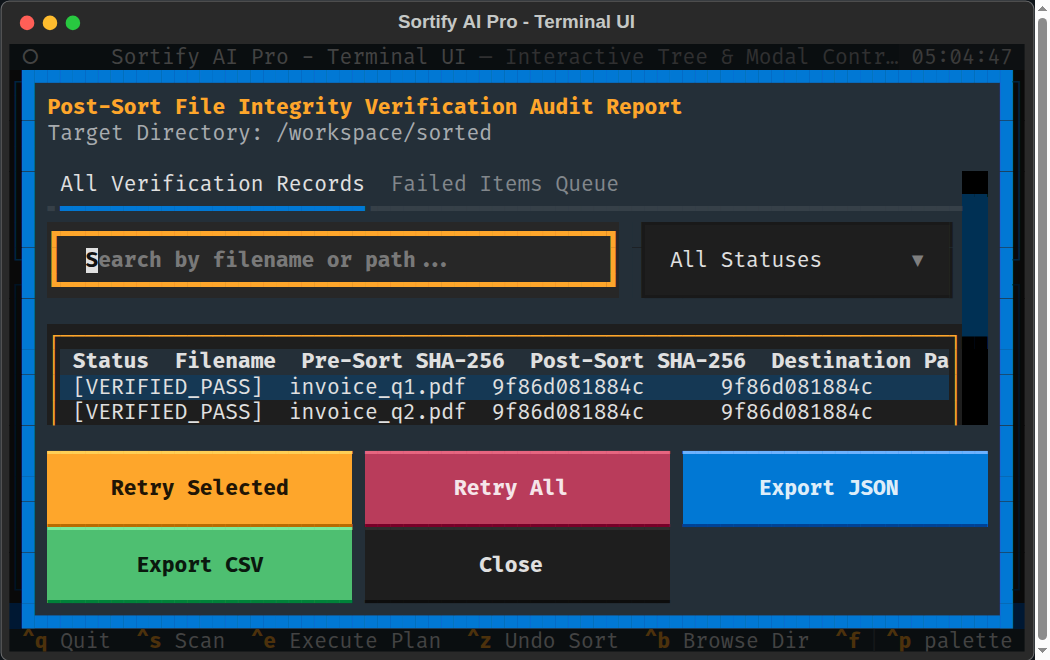 Sortify AI Pro - Terminal UI
Sortify AI Pro - Terminal UI — Interactive Tree & Modal Contr… 05:04:47
Post-Sort File Integrity Verification Audit Report
Target Directory: /workspace/sorted
All Verification Records Failed Items Queue
Search by filename or path... All Statuses ▼
Status Filename Pre-Sort SHA-256 Post-Sort SHA-256 Destination Pa
[VERIFIED_PASS] invoice_q1.pdf 9f86d081884c 9f86d081884c
[VERIFIED_PASS] invoice_q2.pdf 9f86d081884c 9f86d081884c
Retry Selected Retry All Export JSON
Export CSV Close
^q Quit ^s Scan ^e Execute Plan ^z Undo Sort ^b Browse Dir ^f ^p palette